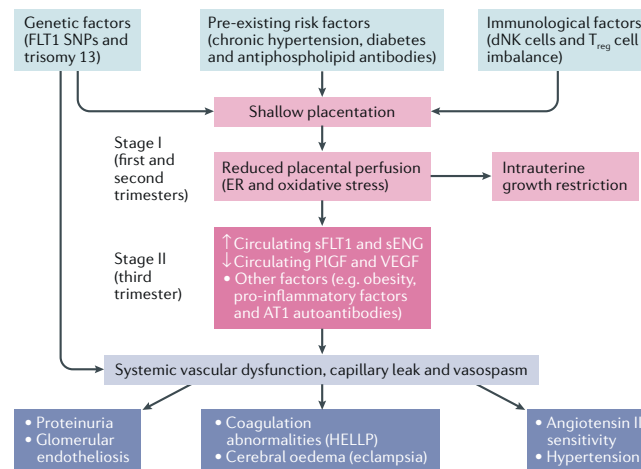 Genetic factors
(FLT1 SNPs and
trisomy 13)
Pre-existing risk factors
(chronic hypertension, diabetes
and antiphospholipid antibodies)
Immunological factors
(dNK cells and Treg cell
imbalance)
Shallow placentation
Stage I
(first and
second
trimesters)
Reduced placental perfusion
(ER and oxidative stress)
Intrauterine
growth restriction
Stage II
(third
trimester)
↑ Circulating sFLT1 and sENG
↓ Circulating PlGF and VEGF
• Other factors (e.g. obesity,
pro-inflammatory factors
and AT1 autoantibodies)
Systemic vascular dysfunction, capillary leak and vasospasm
• Proteinuria
• Glomerular
endotheliosis
• Coagulation
abnormalities (HELLP)
• Cerebral oedema (eclampsia)
• Angiotensin II
sensitivity
• Hypertension